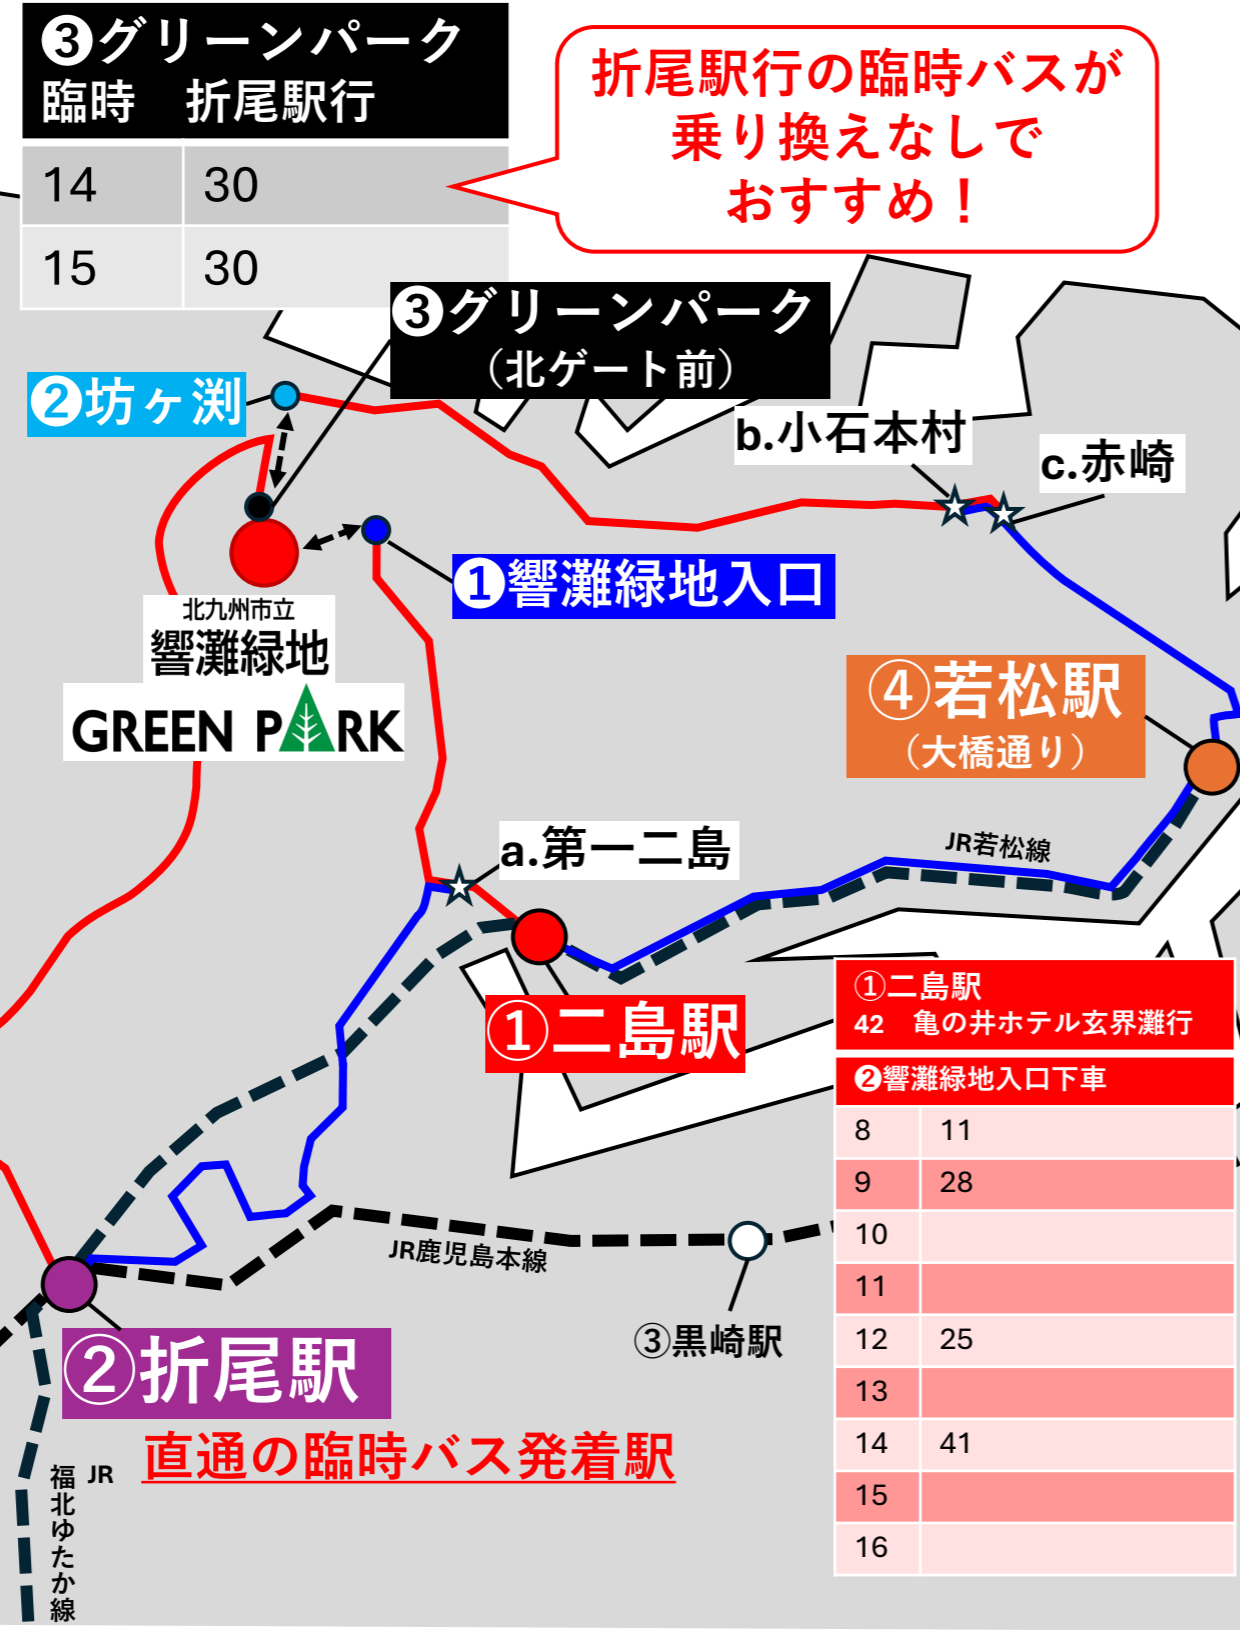 ❸グリーンパーク
臨時 折尾駅行
14 30
15 30
折尾駅行の臨時バスが
乗り換えなしで
おすすめ！
❸グリーンパーク
（北ゲート前）
❷坊ヶ渕
b.小石本村
c.赤崎
❶響灘緑地入口
北九州市立
響灘緑地
GREEN PARK
④若松駅
（大橋通り）
a.第一二島
JR若松線
①二島駅
①二島駅
42 亀の井ホテル玄界灘行
❷響灘緑地入口下車
8 11
9 28
10
11
12 25
13
14 41
15
16
JR鹿児島本線
③黒崎駅
②折尾駅
直通の臨時バス発着駅
JR
福北ゆたか線